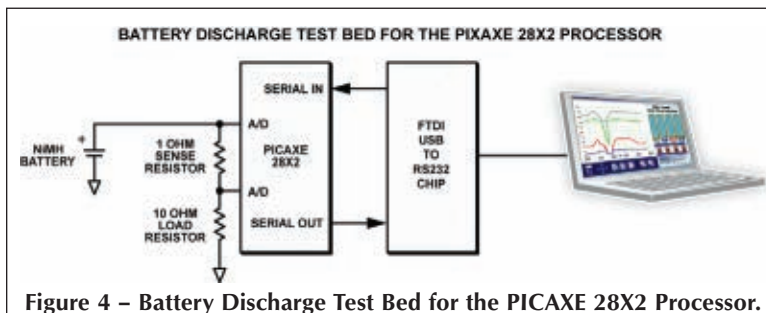 BATTERY DISCHARGE TEST BED FOR THE PIXAXE 28X2 PROCESSOR
SERIAL IN
A/D
NiMH
BATTERY
+
1 OHM
SENSE
RESISTOR
PICAXE
28X2
A/D
10 OHM
LOAD
RESISTOR
SERIAL OUT
FTDI
USB
TO
RS232
CHIP
Figure 4 – Battery Discharge Test Bed for the PICAXE 28X2 Processor.